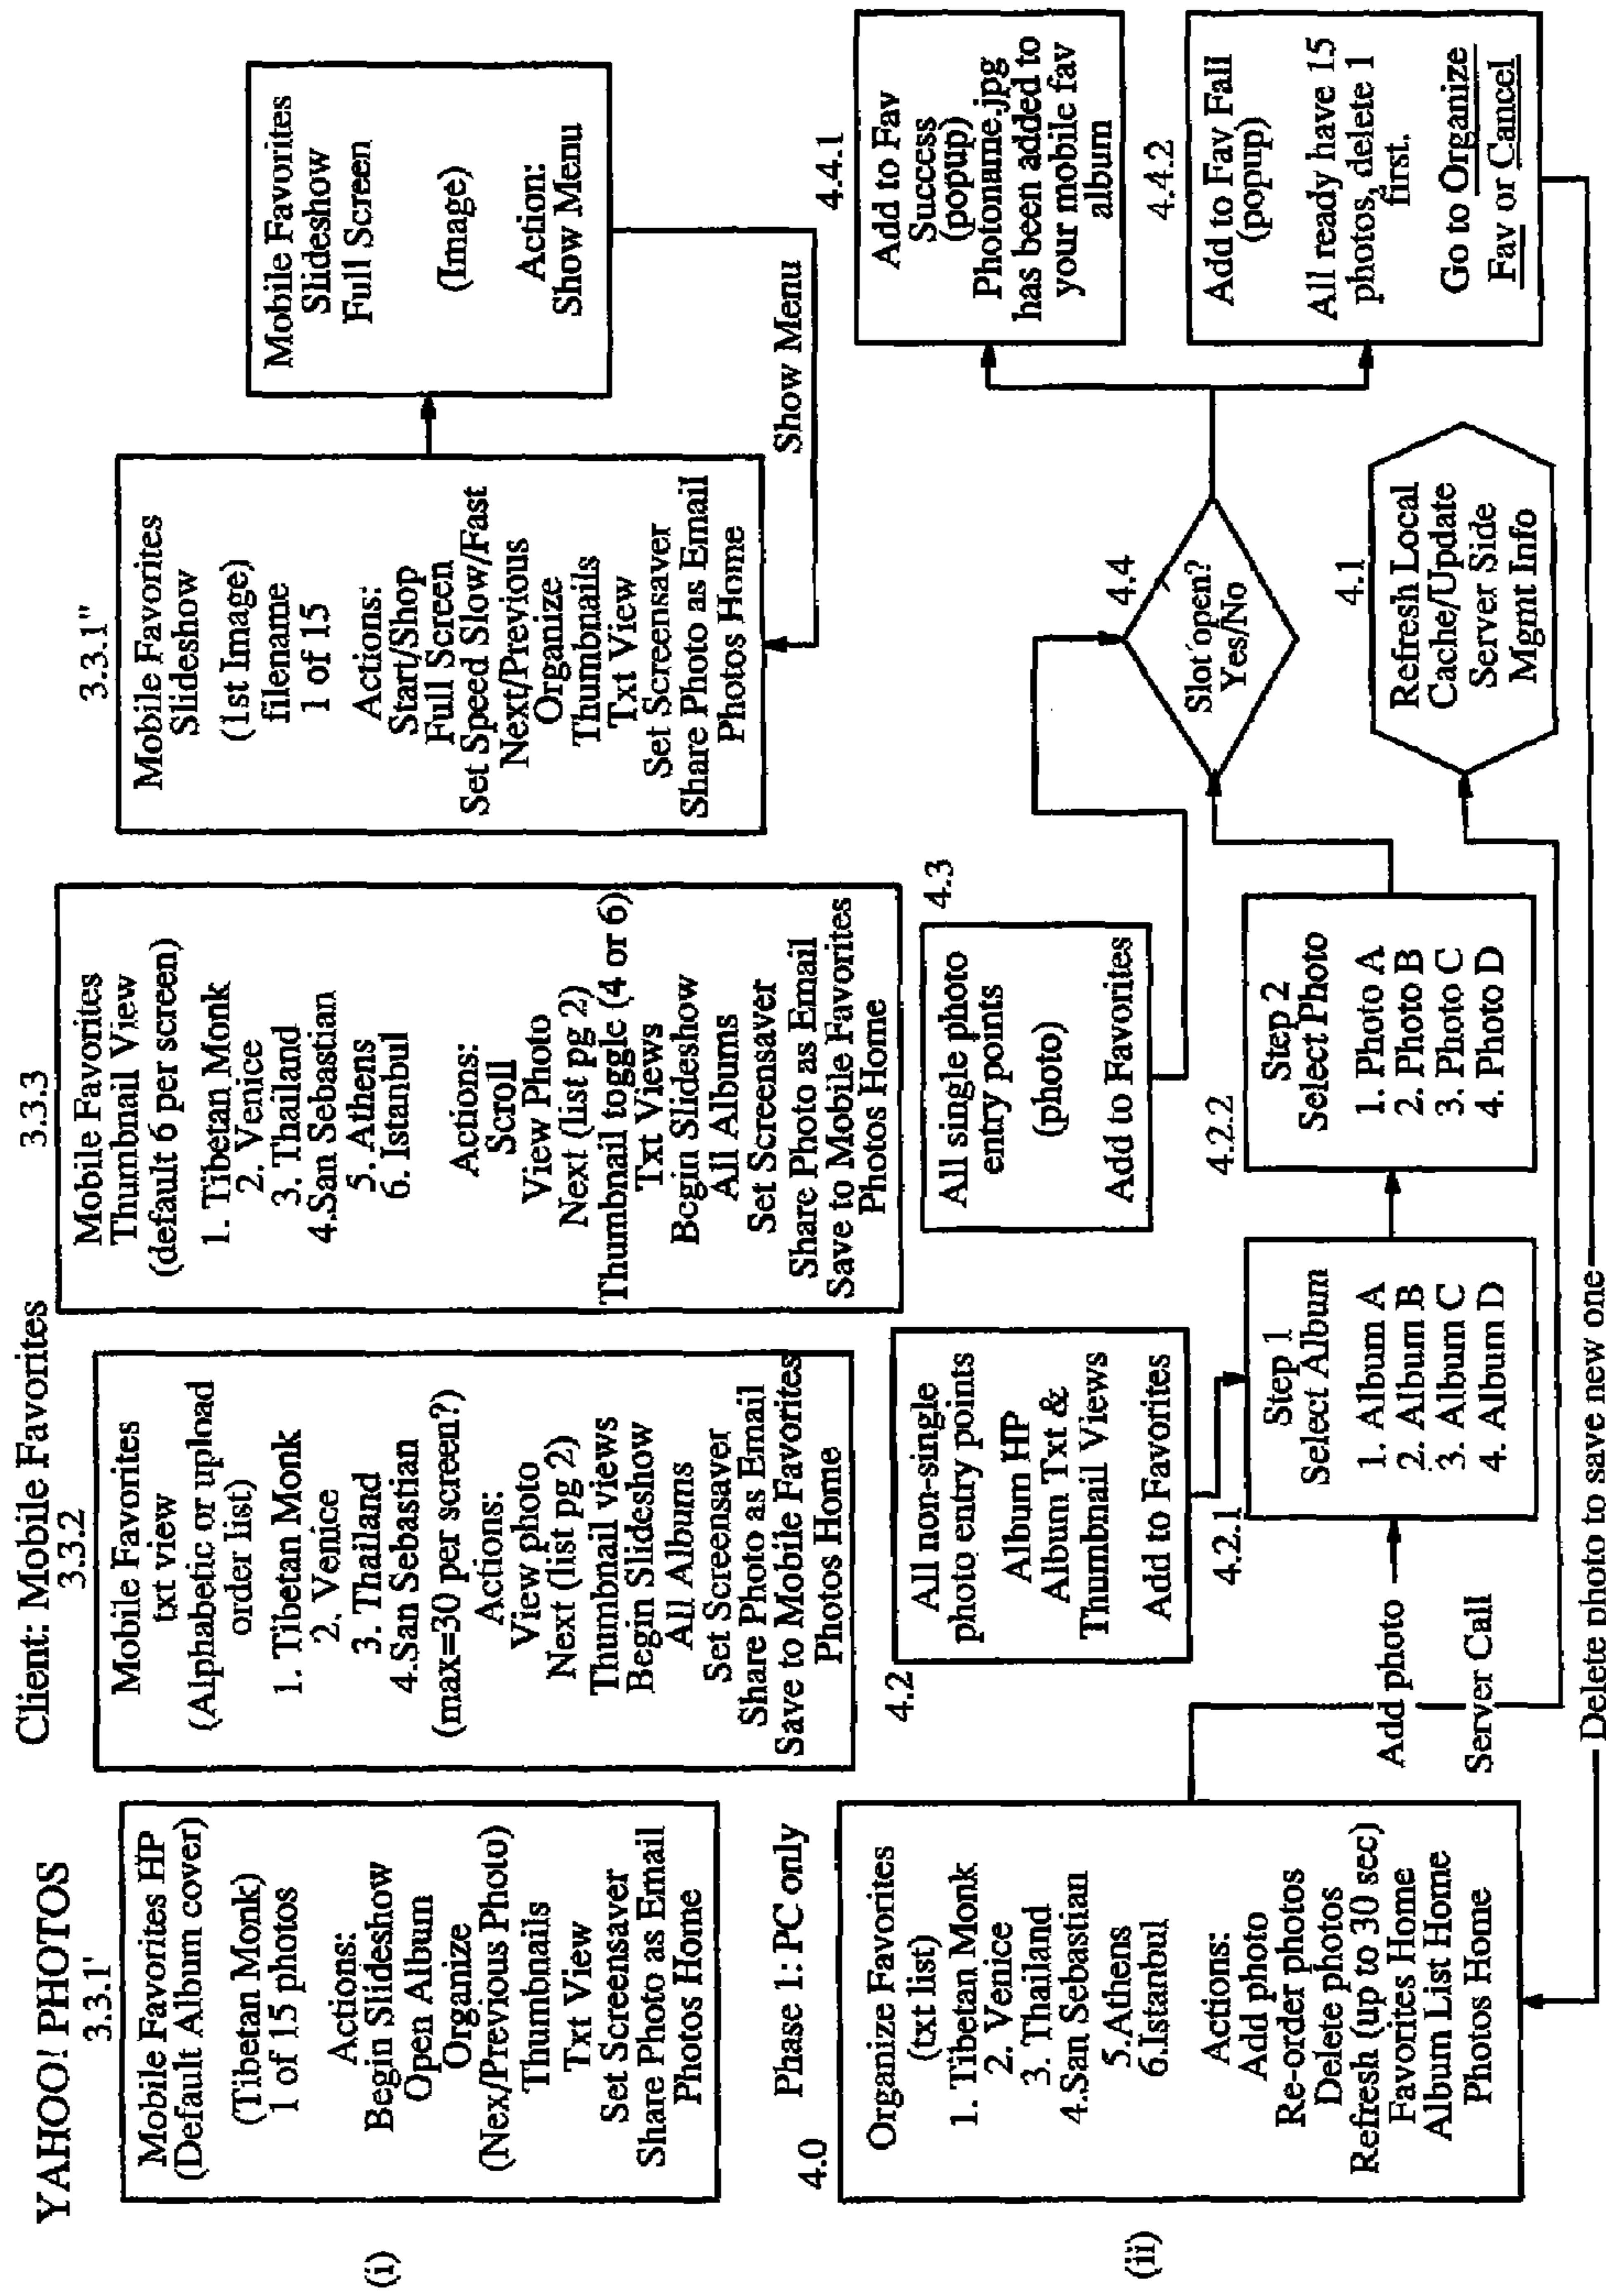 YAHOO! PHOTOS
Client: Mobile Favorites
(i)
3.3.1'
Mobile Favorites HP
(Default Album cover)
(Tibetan Monk)
1 of 15 photos
Actions:
Begin Slideshow
Open Album
Organize
(Nex/Previous Photo)
Thumbnails
Txt View
Set Screensaver
Share Photo as Email
Photos Home
3.3.2
Mobile Favorites
txt view
(Alphabetic or upload
order list)
1. Tibetan Monk
2. Venice
3. Thailand
4.San Sebastian
(max=30 per screen?)
Actions:
View photo
Next (list pg 2)
Thumbnail views
Begin Slideshow
All Albums
Set Screensaver
Share Photo as Email
Save to Mobile Favorites
Photos Home
3.3.3
Mobile Favorites
Thumbnail View
(default 6 per screen)
1. Tibetan Monk
2. Venice
3. Thailand
4.San Sebastian
5. Athens
6. Istanbul
Actions:
Scroll
View Photo
Next (list pg 2)
Thumbnail toggle (4 or 6)
Txt Views
Begin Slideshow
All Albums
Set Screensaver
Share Photo as Email
Save to Mobile Favorites
Photos Home
3.3.1"
Mobile Favorites
Slideshow
(1st Image)
filename
1 of 15
Actions:
Start/Shop
Full Screen
Set Speed Slow/Fast
Next/Previous
Organize
Thumbnails
Txt View
Set Screensaver
Share Photo as Email
Photos Home
Mobile Favorites
Slideshow
Full Screen
(Image)
Action:
Show Menu
Show Menu
(ii)
Phase 1: PC only
4.0
Organize Favorites
(txt list)
1. Tibetan Monk
2. Venice
3. Thailand
4.San Sebastian
5.Athens
6.Istanbul
Actions:
Add photo
Re-order photos
Delete photos
Refresh (up to 30 sec)
Favorites Home
Album List Home
Photos Home
4.2
All non-single
photo entry points
Album HP
Album Txt &
Thumbnail Views
Add to Favorites
4.3
All single photo
entry points
(photo)
Add to Favorites
Add photo
Server Call
4.2.1
Step 1
Select Album
1. Album A
2. Album B
3. Album C
4. Album D
4.2.2
Step 2
Select Photo
1. Photo A
2. Photo B
3. Photo C
4. Photo D
4.4
Slot open?
Yes/No
4.1
Refresh Local
Cache/Update
Server Side
Mgmt Info
4.4.1
Add to Fav
Success
(popup)
Photoname.jpg
has been added to
your mobile fav
album
4.4.2
Add to Fav Fall
(popup)
All ready have 15
photos, delete 1
first.
Go to Organize
Fav or Cancel
Delete photo to save new one